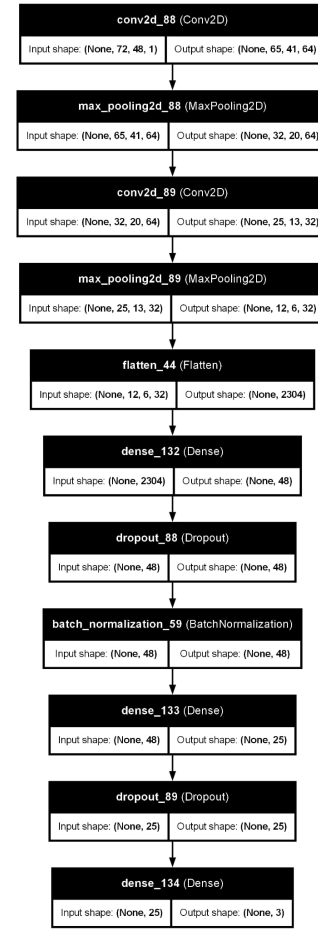 conv2d_88 (Conv2D)
Input shape: (None, 72, 48, 1) Output shape: (None, 65, 41, 64)
max_pooling2d_88 (MaxPooling2D)
Input shape: (None, 65, 41, 64) Output shape: (None, 32, 20, 64)
conv2d_89 (Conv2D)
Input shape: (None, 32, 20, 64) Output shape: (None, 25, 13, 32)
max_pooling2d_89 (MaxPooling2D)
Input shape: (None, 25, 13, 32) Output shape: (None, 12, 6, 32)
flatten_44 (Flatten)
Input shape: (None, 12, 6, 32) Output shape: (None, 2304)
dense_132 (Dense)
Input shape: (None, 2304) Output shape: (None, 48)
dropout_88 (Dropout)
Input shape: (None, 48) Output shape: (None, 48)
batch_normalization_59 (BatchNormalization)
Input shape: (None, 48) Output shape: (None, 48)
dense_133 (Dense)
Input shape: (None, 48) Output shape: (None, 25)
dropout_89 (Dropout)
Input shape: (None, 25) Output shape: (None, 25)
dense_134 (Dense)
Input shape: (None, 25) Output shape: (None, 3)